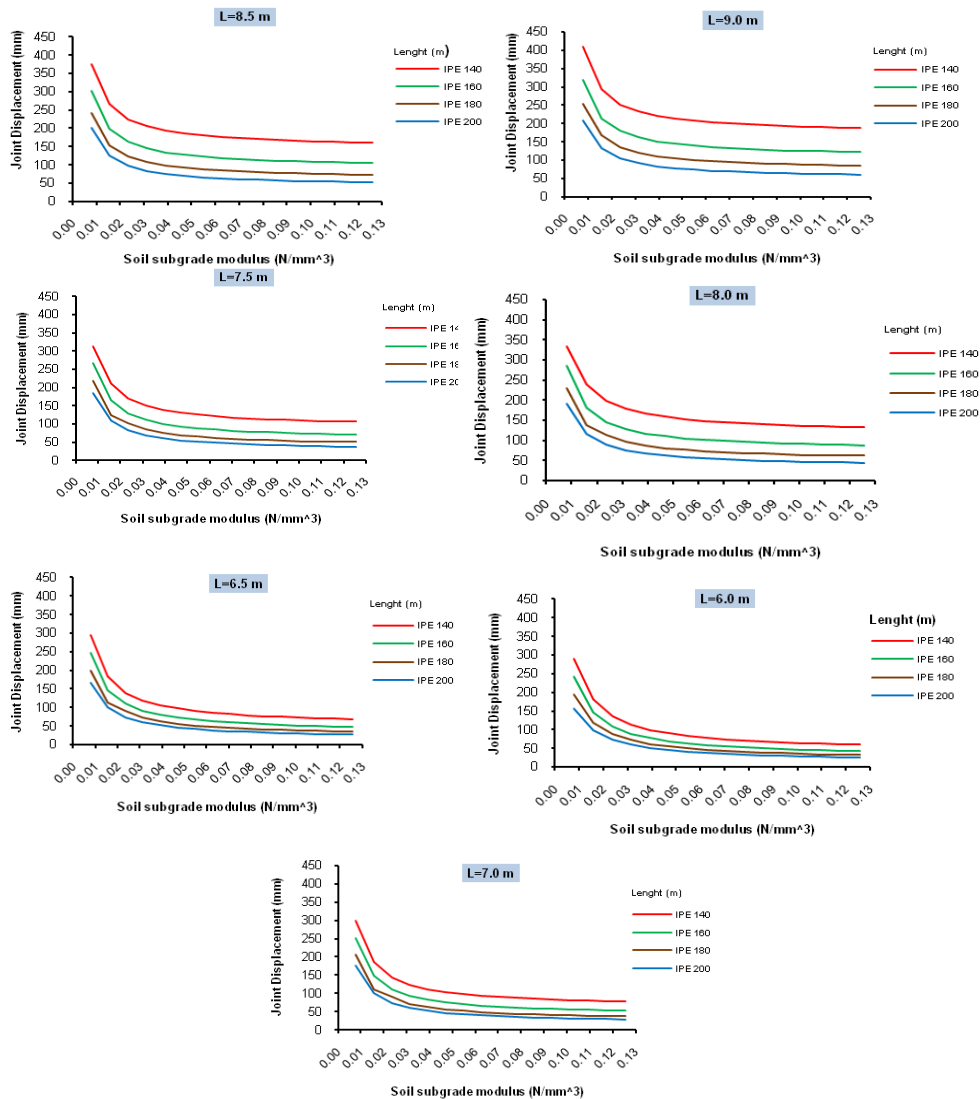 L=8.5 m
Joint Displacement (mm)
450
400
350
300
250
200
150
100
50
0
0.00 0.01 0.02 0.03 0.04 0.05 0.06 0.07 0.08 0.09 0.10 0.11 0.12 0.13
Soil subgrade modulus (N/mm^3)
Lenght (m)
IPE 140
IPE 160
IPE 180
IPE 200
L=9.0 m
Joint Displacement (mm)
450
400
350
300
250
200
150
100
50
0
0.00 0.01 0.02 0.03 0.04 0.05 0.06 0.07 0.08 0.09 0.10 0.11 0.12 0.13
Soil subgrade modulus (N/mm^3)
Lenght (m)
IPE 140
IPE 160
IPE 180
IPE 200
L=7.5 m
Joint Displacement (mm)
450
400
350
300
250
200
150
100
50
0
0.00 0.01 0.02 0.03 0.04 0.05 0.06 0.07 0.08 0.09 0.10 0.11 0.12 0.13
Soil subgrade modulus (N/mm^3)
Lenght (m)
IPE
IPE
IPE
IPE
L=8.0 m
Joint Displacement (mm)
450
400
350
300
250
200
150
100
50
0
0.00 0.01 0.02 0.03 0.04 0.05 0.06 0.07 0.08 0.09 0.10 0.11 0.12 0.13
Soil subgrade modulus (N/mm^3)
Lenght (m)
IPE 140
IPE 160
IPE 180
IPE 200
L=6.5 m
Joint Displacement (mm)
450
400
350
300
250
200
150
100
50
0
0.00 0.01 0.02 0.03 0.04 0.05 0.06 0.07 0.08 0.09 0.10 0.11 0.12 0.13
Soil subgrade modulus (N/mm^3)
Lenght (m)
IPE 140
IPE 160
IPE 180
IPE 200
L=6.0 m
Joint Displacement (mm)
450
400
350
300
250
200
150
100
50
0
0.00 0.01 0.02 0.03 0.04 0.05 0.06 0.07 0.08 0.09 0.10 0.11 0.12 0.13
Soil subgrade modulus (N/mm^3)
Lenght (m)
IPE 140
IPE 160
IPE 180
IPE 200
L=7.0 m
Joint Displacement (mm)
450
400
350
300
250
200
150
100
50
0
0.00 0.01 0.02 0.03 0.04 0.05 0.06 0.07 0.08 0.09 0.10 0.11 0.12 0.13
Soil subgrade modulus (N/mm^3)
Lenght (m)
IPE 140
IPE 160
IPE 180
IPE 200